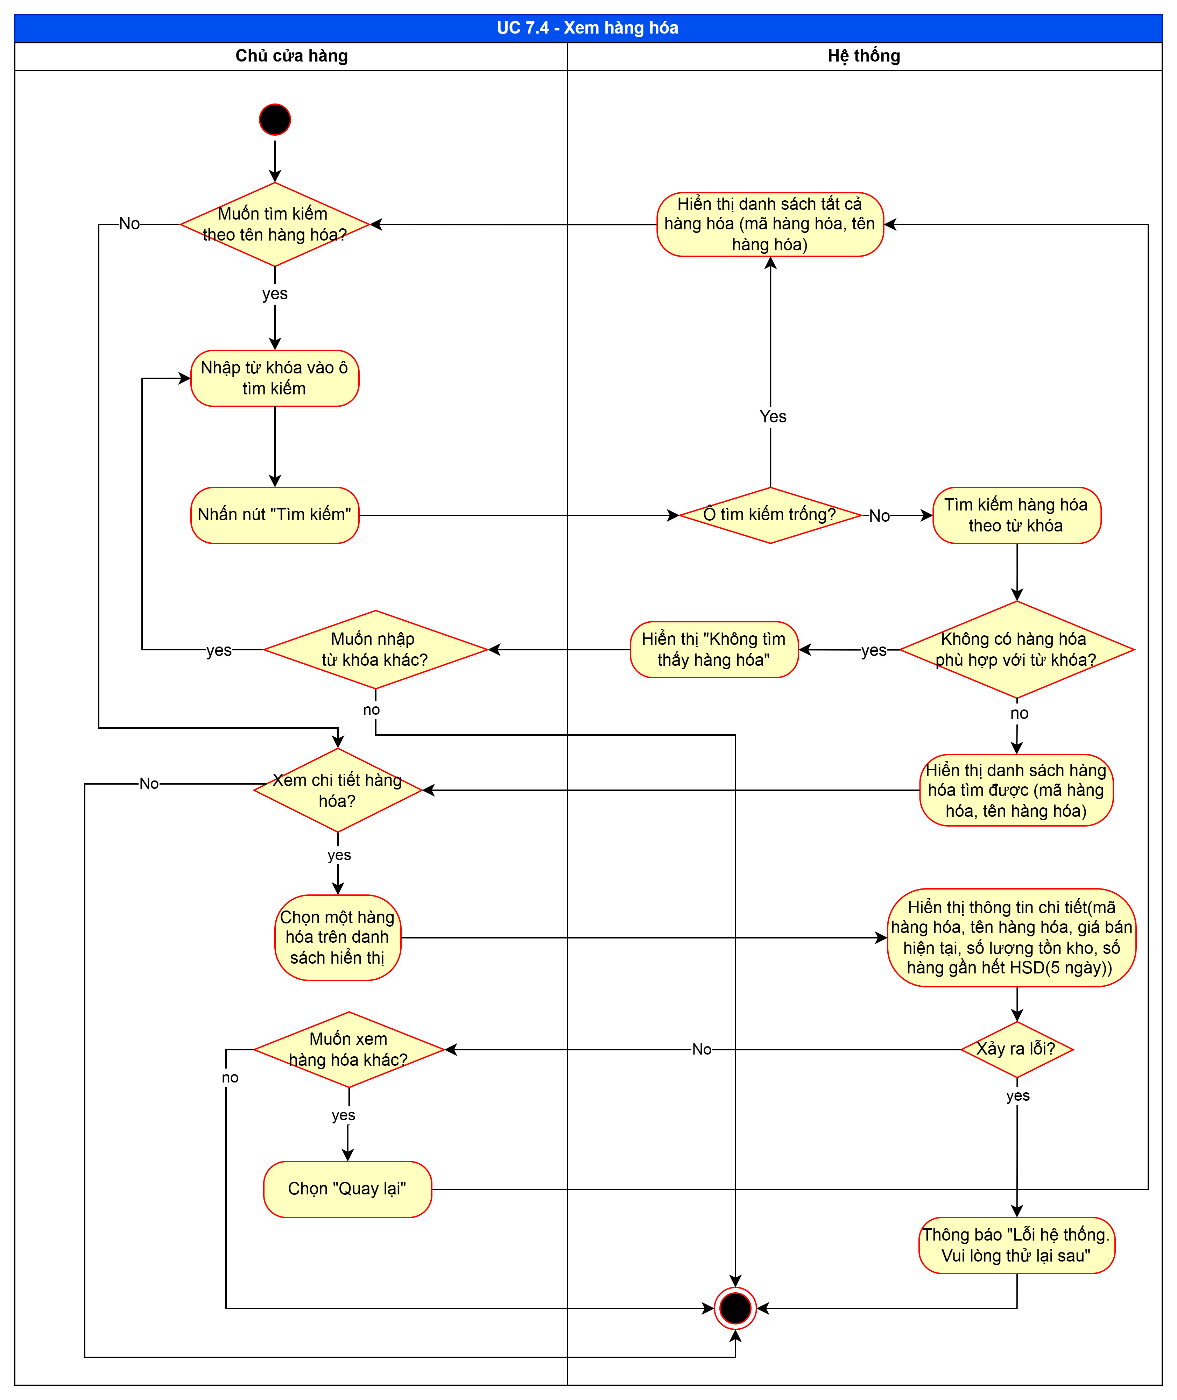 UC 7.4 - Xem hàng hóa
Chủ cửa hàng
Hệ thống
Muốn tìm kiếm
theo tên hàng hóa?
No
yes
Hiển thị danh sách tất cả
hàng hóa (mã hàng hóa, tên
hàng hóa)
Nhập từ khóa vào ô
tìm kiếm
Yes
Nhấn nút "Tìm kiếm"
Ô tìm kiếm trống?
No
Tìm kiếm hàng hóa
theo từ khóa
Muốn nhập
từ khóa khác?
yes
no
Hiển thị "Không tìm
thấy hàng hóa"
yes
Không có hàng hóa
phù hợp với từ khóa?
no
Xem chi tiết hàng
hóa?
No
yes
Hiển thị danh sách hàng
hóa tìm được (mã hàng
hóa, tên hàng hóa)
Chọn một hàng
hóa trên danh
sách hiển thị
Hiển thị thông tin chi tiết(mã
hàng hóa, tên hàng hóa, giá bán
hiện tại, số lượng tồn kho, số
hàng gần hết HSD(5 ngày))
Muốn xem
hàng hóa khác?
no
yes
No
Xảy ra lỗi?
yes
Chọn "Quay lại"
Thông báo "Lỗi hệ thống.
Vui lòng thử lại sau"